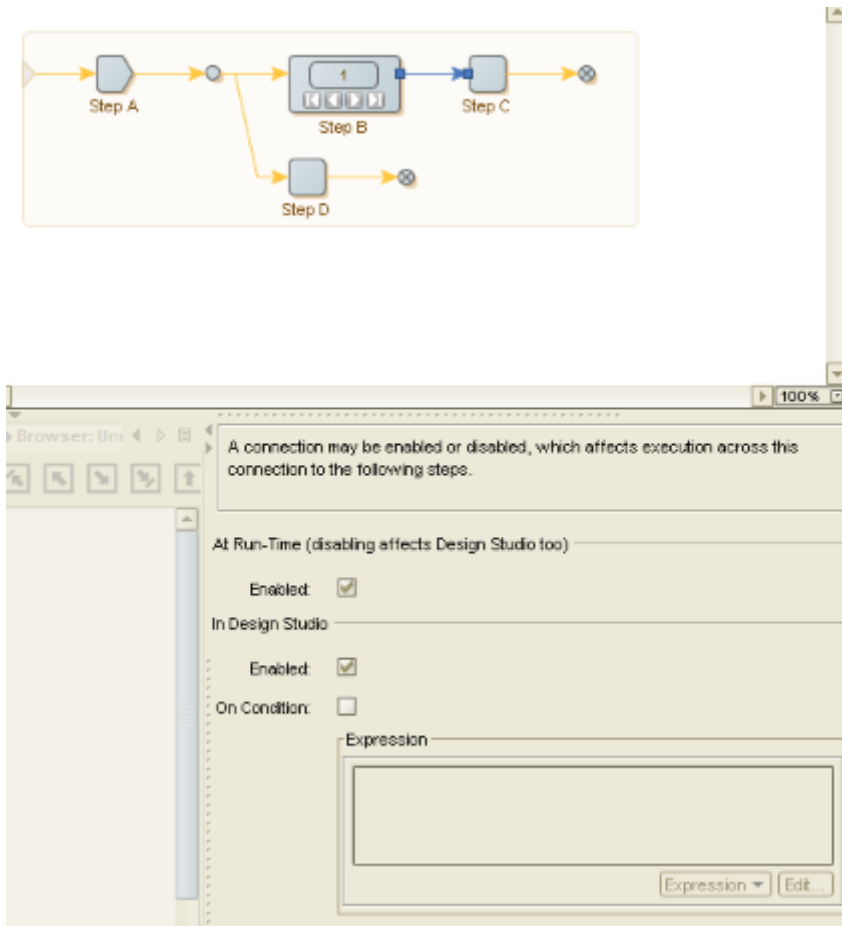 Step A
1
Step B
Step C
Step D
100%
Browser:
A connection may be enabled or disabled, which affects execution across this
connection to the following steps.
At Run-Time (disabling affects Design Studio too)
Enabled:
In Design Studio
Enabled:
On Condition:
Expression
Expression
Edit...